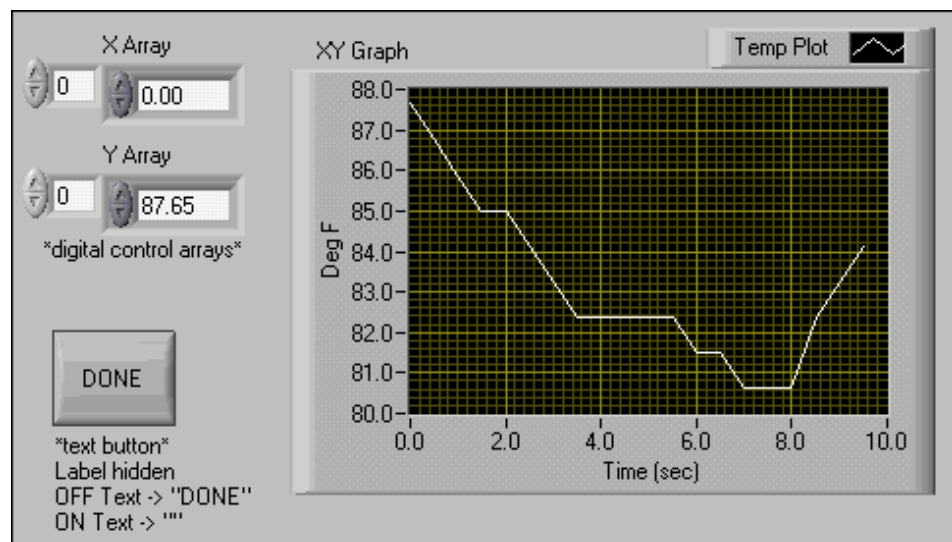 X Array
0
0.00
Y Array
0
87.65
*digital control arrays*
DONE
*text button*
Label hidden
OFF Text -> "DONE"
ON Text -> ""
XY Graph
Temp Plot
Deg F
88.0
87.0
86.0
85.0
84.0
83.0
82.0
81.0
80.0
0.0 2.0 4.0 6.0 8.0 10.0
Time (sec)